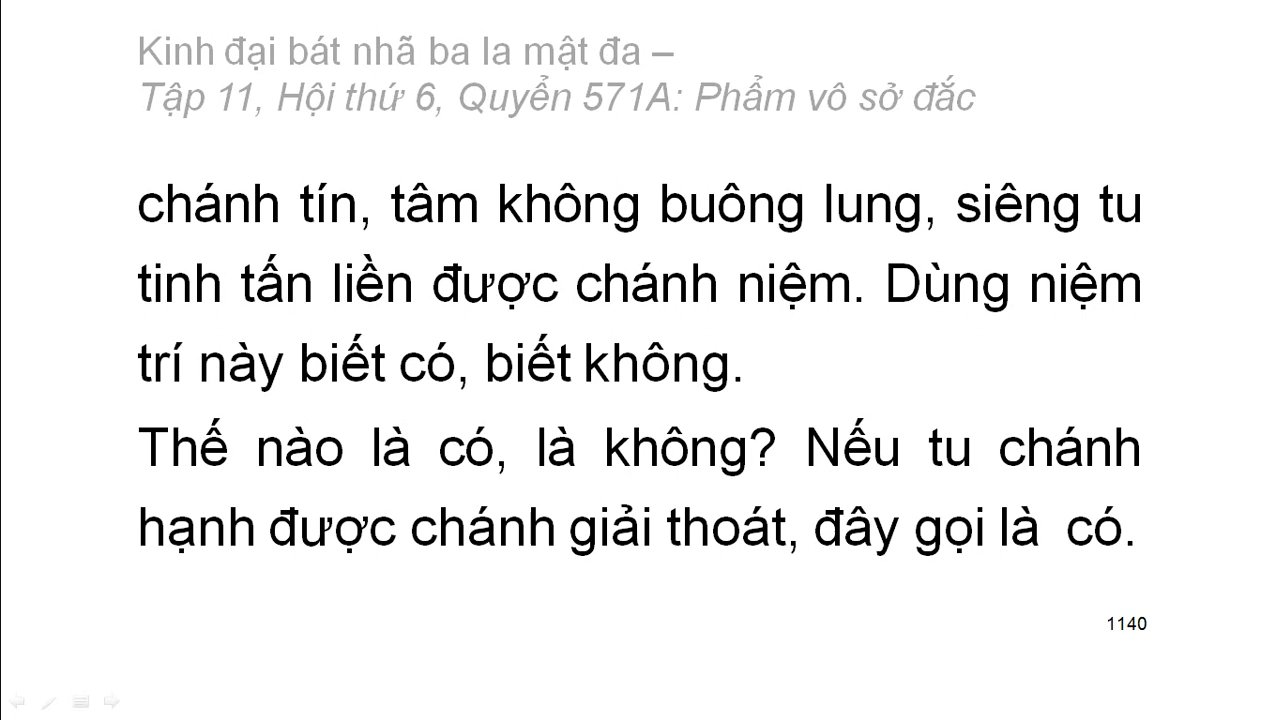 Kinh đại bát nhã ba la mật đa –
Tập 11, Hội thứ 6, Quyển 571A: Phẩm vô sở đắc
chánh tín, tâm không buông lung, siêng tu
tinh tấn liền được chánh niệm. Dùng niệm
trí này biết có, biết không.
Thế nào là có, là không? Nếu tu chánh
hạnh được chánh giải thoát, đây gọi là có.
1140